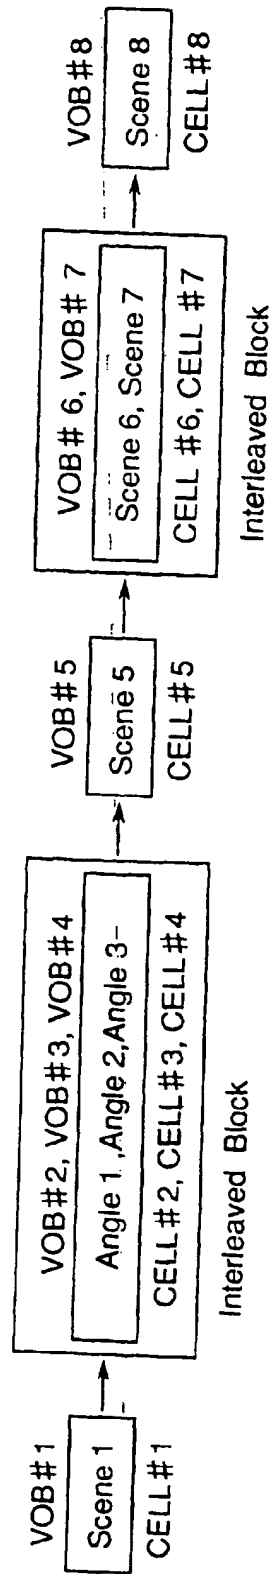 VOB#1
Scene 1
CELL#1
VOB#2, VOB#3, VOB#4
Angle 1, Angle 2, Angle 3
CELL#2, CELL#3, CELL#4
Interleaved Block
VOB#5
Scene 5
CELL#5
VOB# 6, VOB# 7
Scene 6, Scene 7
CELL #6, CELL #7
Interleaved Block
VOB#8
Scene 8
CELL#8